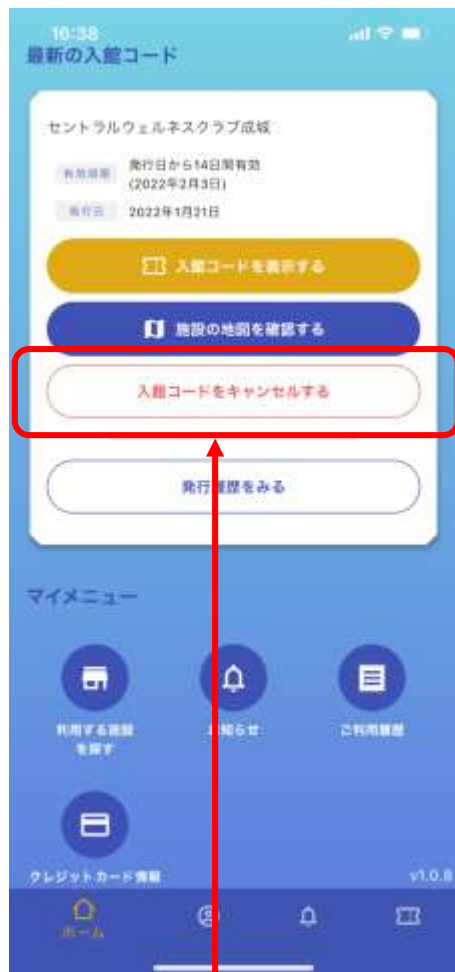 16:38
最新の入館コード
セントラルウェルネスクラブ成城
有効期限 発行日から14日間有効
(2022年2月3日)
発行日 2022年1月21日
入館コードを表示する
施設の地図を確認する
入館コードをキャンセルする
発行履歴をみる
マイメニュー
利用する施設 お知らせ ご利用履歴
を探す
クレジットカード情報 v1.0.8
ホーム